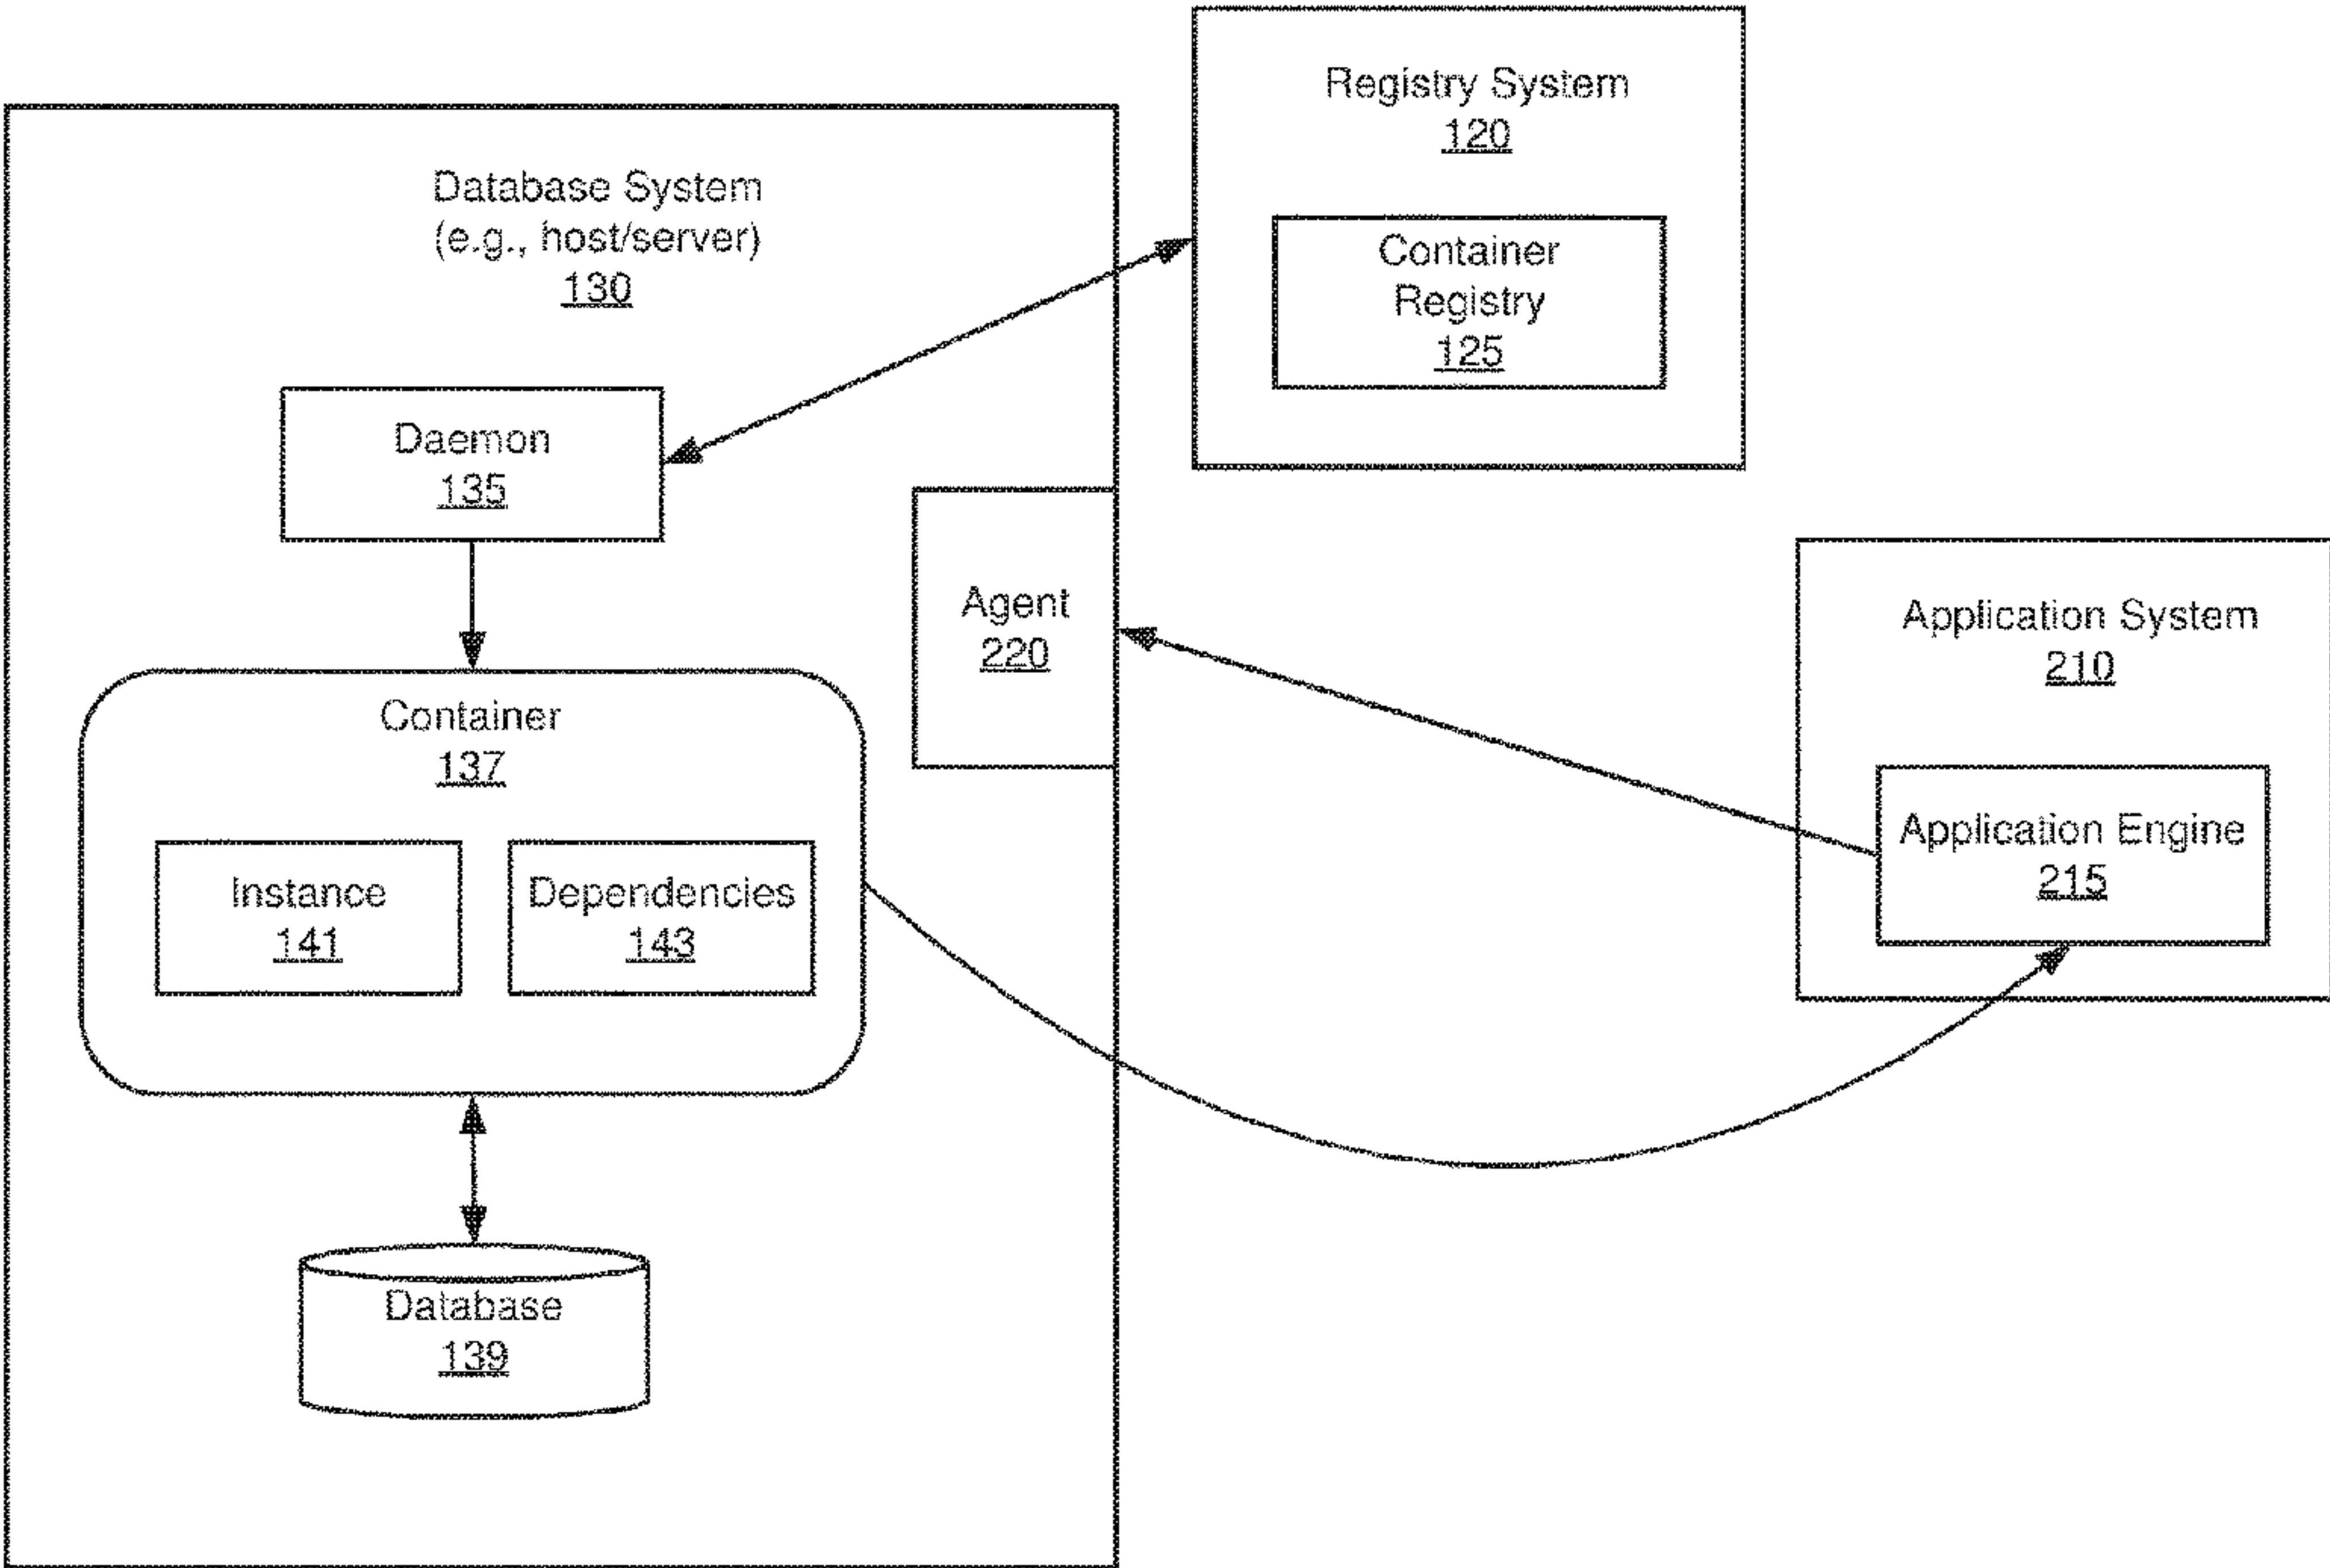 Registry System
120
Container
Registry
125
Database System
(e.g., host/server)
130
Daemon
135
Agent
220
Application System
210
Application Engine
215
Container
137
Instance
141
Dependencies
143
Database
139